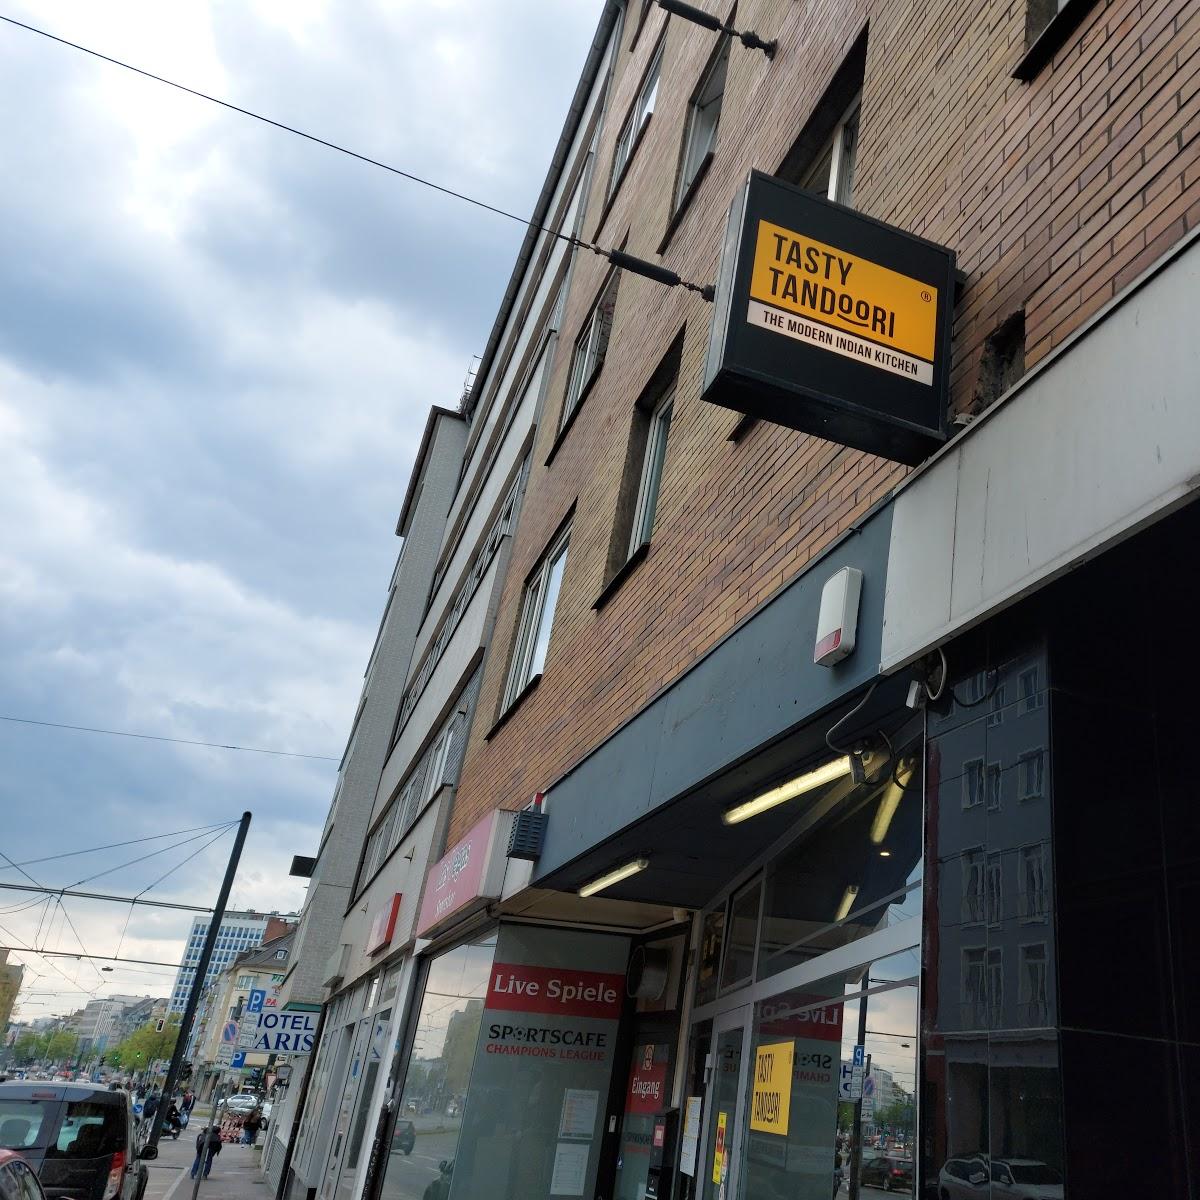 TASTY
TANDOORI
®
THE MODERN INDIAN KITCHEN
Live Spiele
SPORTSCAFE
CHAMPIONS LEAGUE
Eingang
TASTY
TANDOORI
P
HOTEL
PARIS